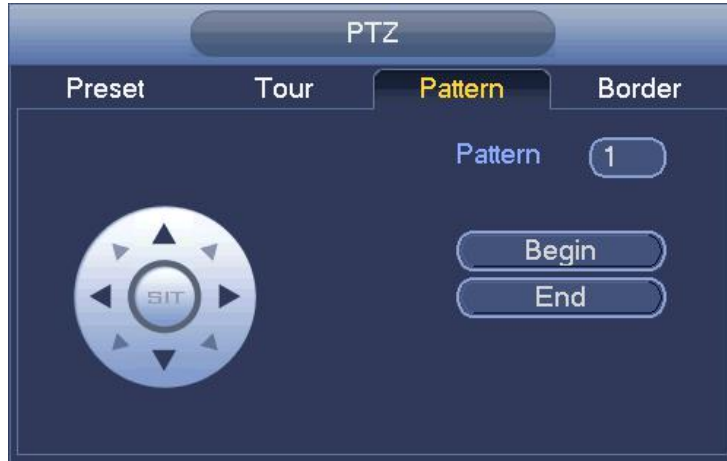 PTZ
Preset Tour Pattern Border
Pattern 1
SIT
Begin
End